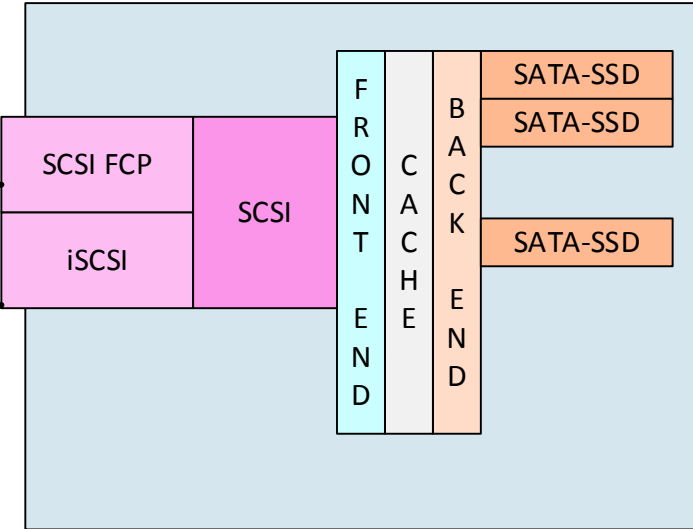 SCSI FCP
iSCSI
SCSI
FRONT END
CACHE
BACK END
SATA-SSD
SATA-SSD
SATA-SSD